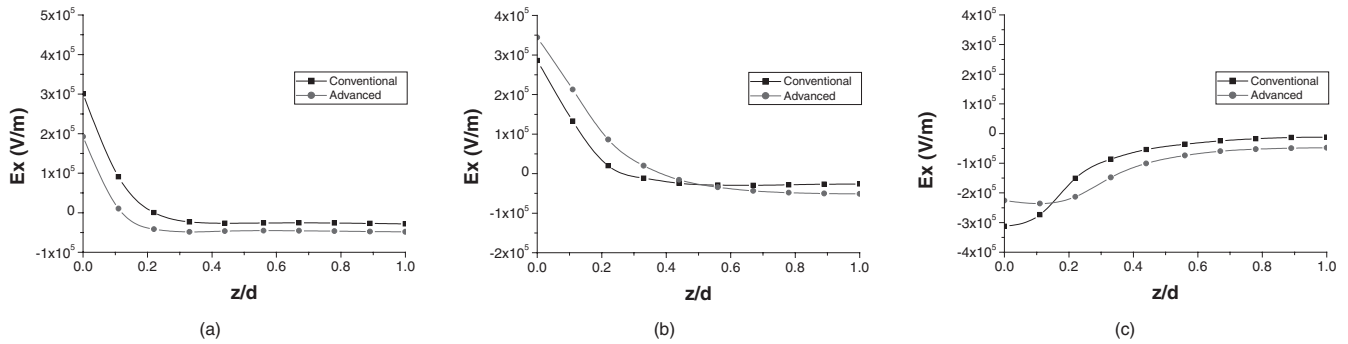 5x10⁵
4x10⁵
3x10⁵
2x10⁵
1x10⁵
0
-1x10⁵
Ex (V/m)
Conventional
Advanced
0.0 0.2 0.4 0.6 0.8 1.0
z/d
(a)
4x10⁵
3x10⁵
2x10⁵
1x10⁵
0
-1x10⁵
-2x10⁵
Ex (V/m)
Conventional
Advanced
0.0 0.2 0.4 0.6 0.8 1.0
z/d
(b)
4x10⁵
3x10⁵
2x10⁵
1x10⁵
0
-1x10⁵
-2x10⁵
-3x10⁵
-4x10⁵
Ex (V/m)
Conventional
Advanced
0.0 0.2 0.4 0.6 0.8 1.0
z/d
(c)